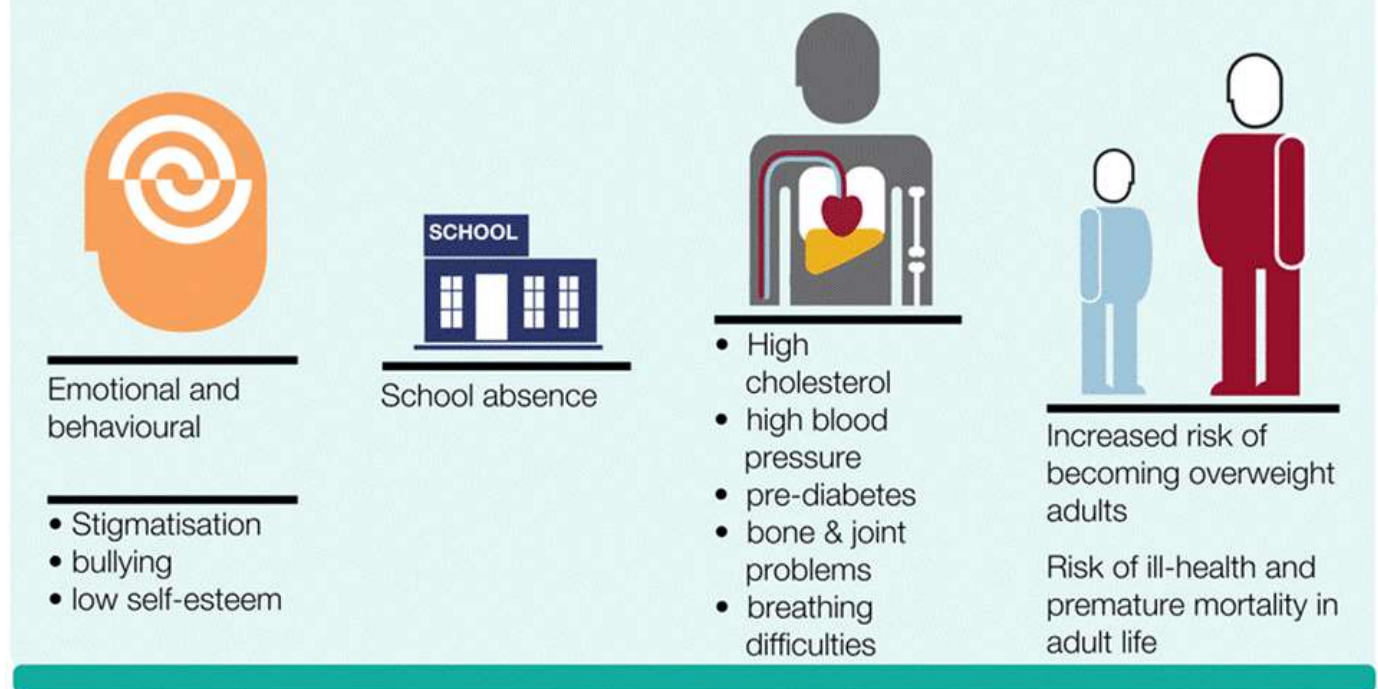 Emotional and
behavioural
• Stigmatisation
• bullying
• low self-esteem
SCHOOL
School absence
• High
cholesterol
• high blood
pressure
• pre-diabetes
• bone & joint
problems
• breathing
difficulties
Increased risk of
becoming overweight
adults
Risk of ill-health and
premature mortality in
adult life